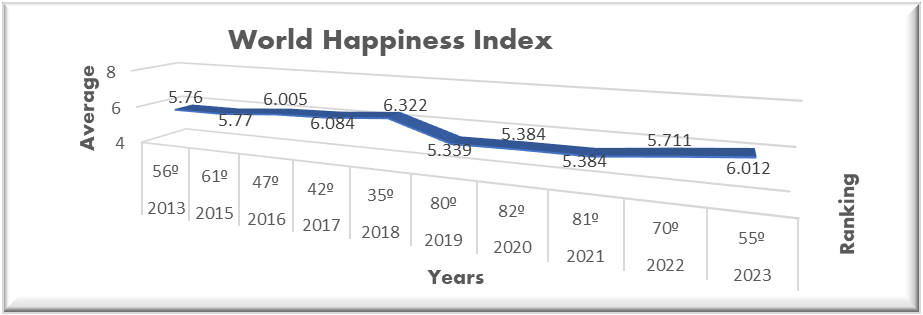 World Happiness Index
Average
8
6
4
5.76
5.77
6.005
6.084
6.322
5.339
5.384
5.384
5.711
6.012
56º 61º 47º 42º 35º 80º 82º 81º 70º 55º
2013 2015 2016 2017 2018 2019 2020 2021 2022 2023
Ranking
Years